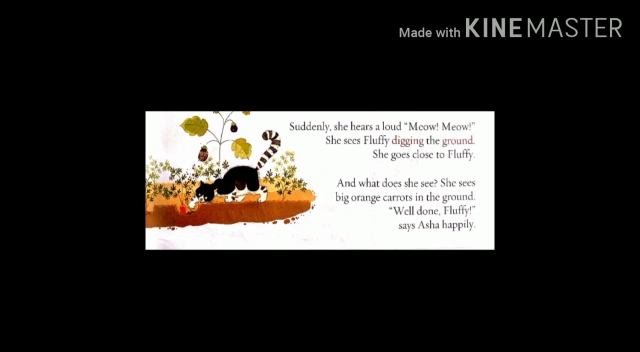 Made with KINEMASTER
Suddenly, she hears a loud "Meow! Meow!"
She sees Fluffy digging the ground.
She goes close to Fluffy.
And what does she see? She sees
big orange carrots in the ground.
"Well done, Fluffy!"
says Asha happily.